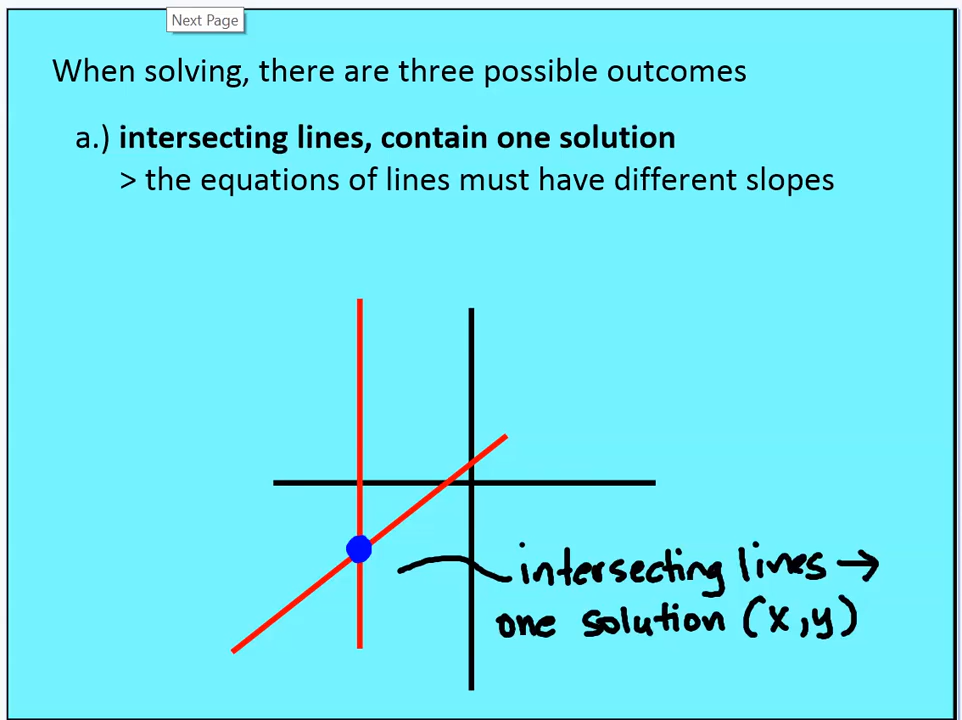 Next Page
When solving, there are three possible outcomes
a.) intersecting lines, contain one solution
> the equations of lines must have different slopes
intersecting lines →
one solution (x,y)